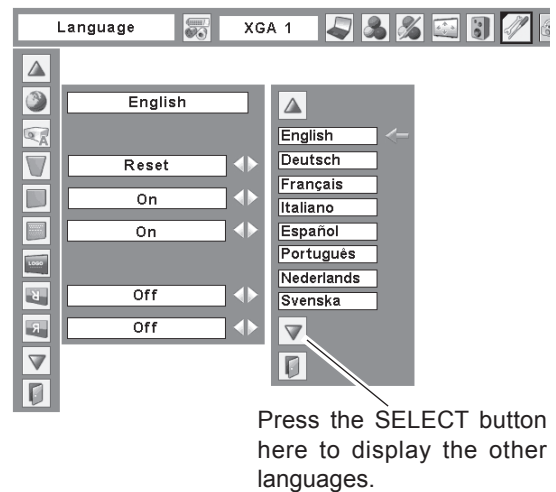 Language
XGA 1
English
Reset
On
On
LOGO
Off
Off
English
Deutsch
Français
Italiano
Español
Português
Nederlands
Svenska
Press the SELECT button
here to display the other
languages.